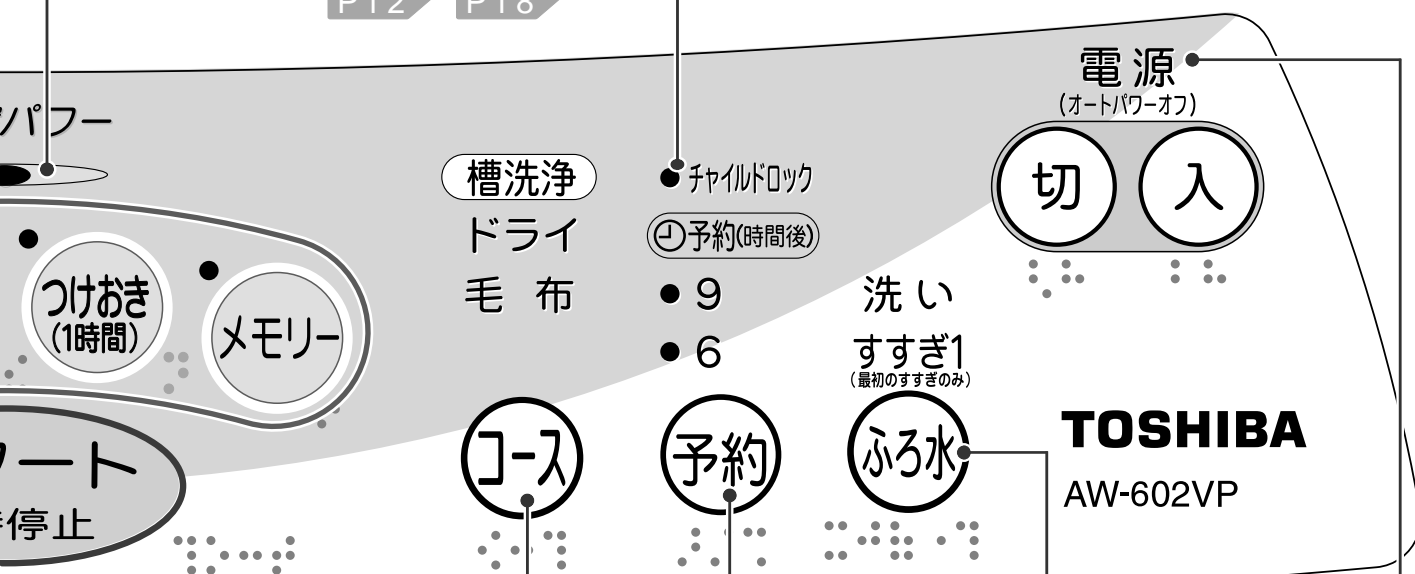 P12 P18
パワー
電源
(オートパワーオフ)
切 入
槽洗浄
ドライ
毛布
チャイルドロック
予約(時間後)
9
6
つけおき
(1時間)
メモリー
洗い
すすぎ1
(最初のすすぎのみ)
コース
予約
ふろ水
ート
停止
TOSHIBA
AW-602VP